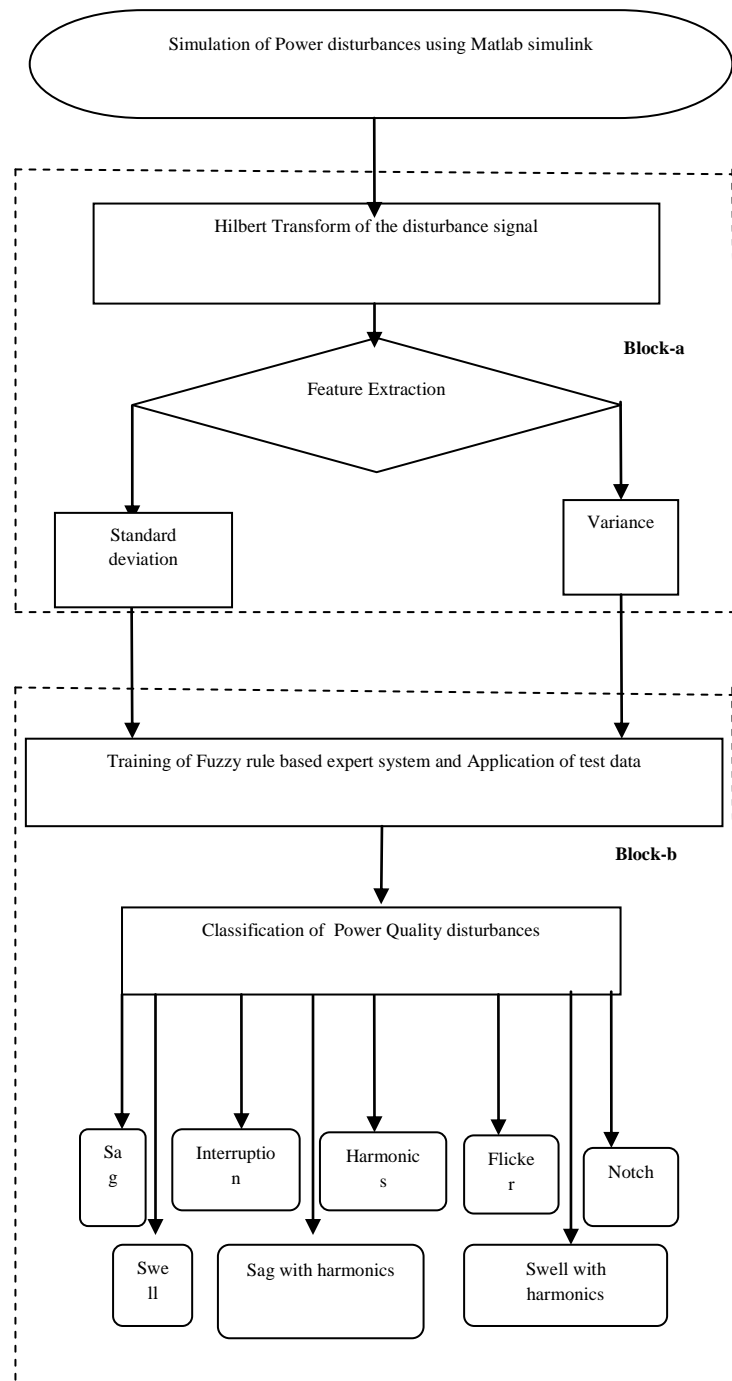 Simulation of Power disturbances using Matlab simulink
Hilbert Transform of the disturbance signal
Block-a
Feature Extraction
Standard
deviation
Variance
Training of Fuzzy rule based expert system and Application of test data
Block-b
Classification of Power Quality disturbances
Sa
g
Interruptio
n
Harmonic
s
Flicke
r
Notch
Swe
ll
Sag with harmonics
Swell with
harmonics